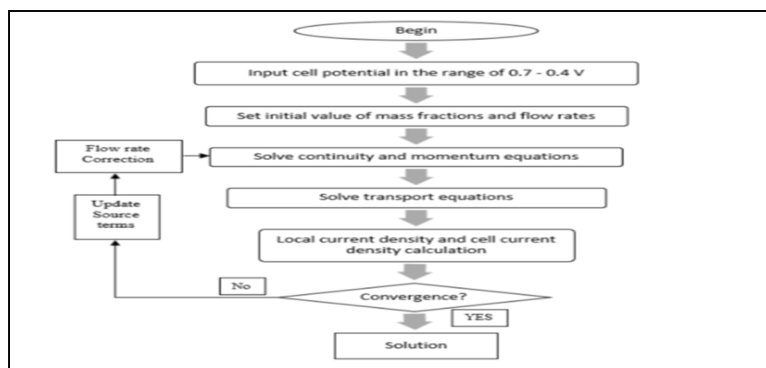 Begin
Input cell potential in the range of 0.7 - 0.4 V
Set initial value of mass fractions and flow rates
Flow rate
Correction
Solve continuity and momentum equations
Solve transport equations
Update
Source
terms
Local current density and cell current
density calculation
No
Convergence?
YES
Solution